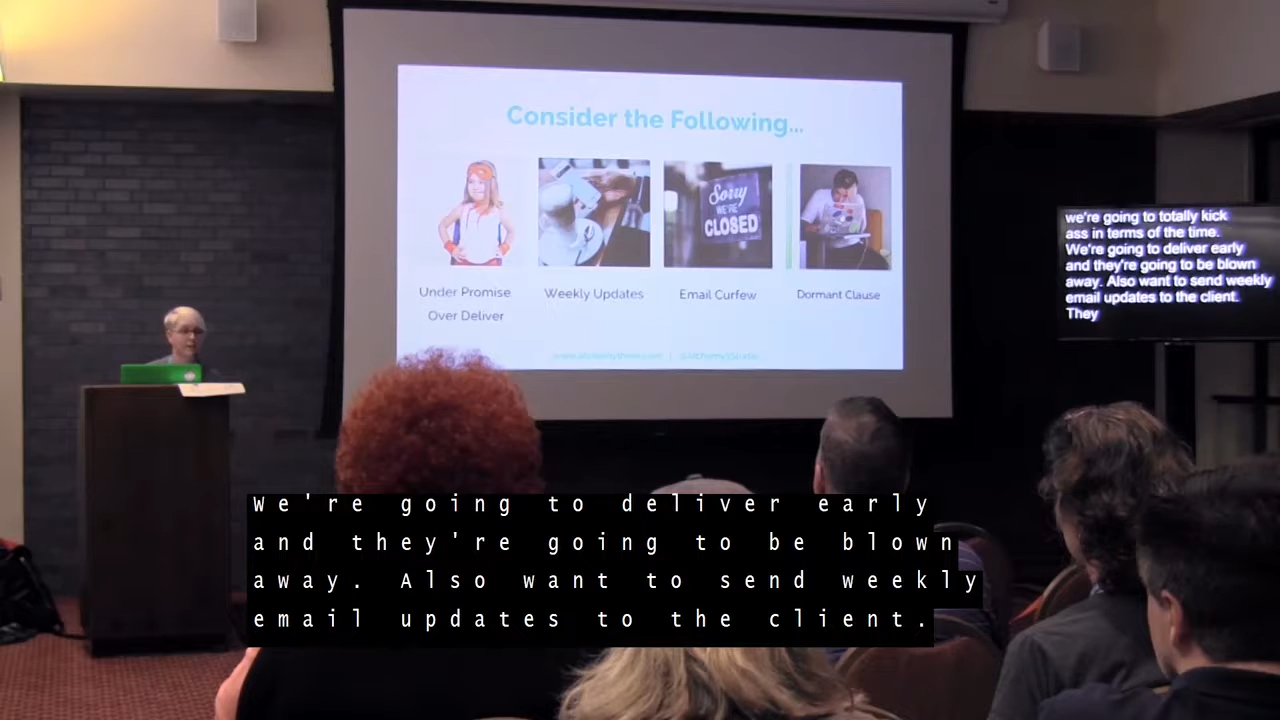 Consider the Following...
Sorry
WE'RE
CLOSED
Under Promise
Over Deliver
Weekly Updates
Email Curfew
Dormant Clause
we're going to totally kick
ass in terms of the time.
We're going to deliver early
and they're going to be blown
away. Also want to send weekly
email updates to the client.
They
We're going to deliver early
and they're going to be blown
away. Also want to send weekly
email updates to the client.